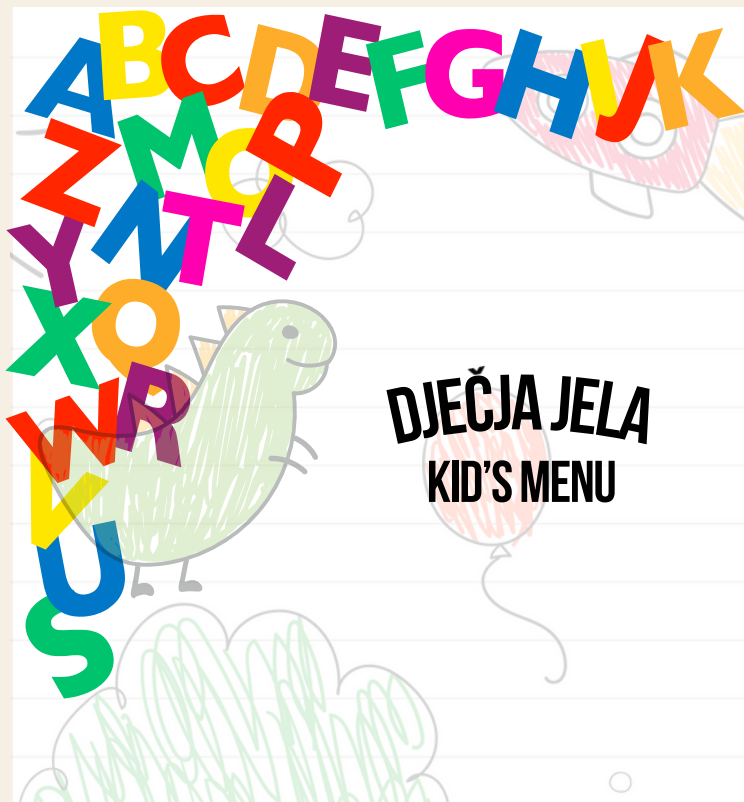 A B C D E F G H I J K
Z M O P
Y N T L
X Q
W R
V
U
S
DJEČJA JELA
KID'S MENU